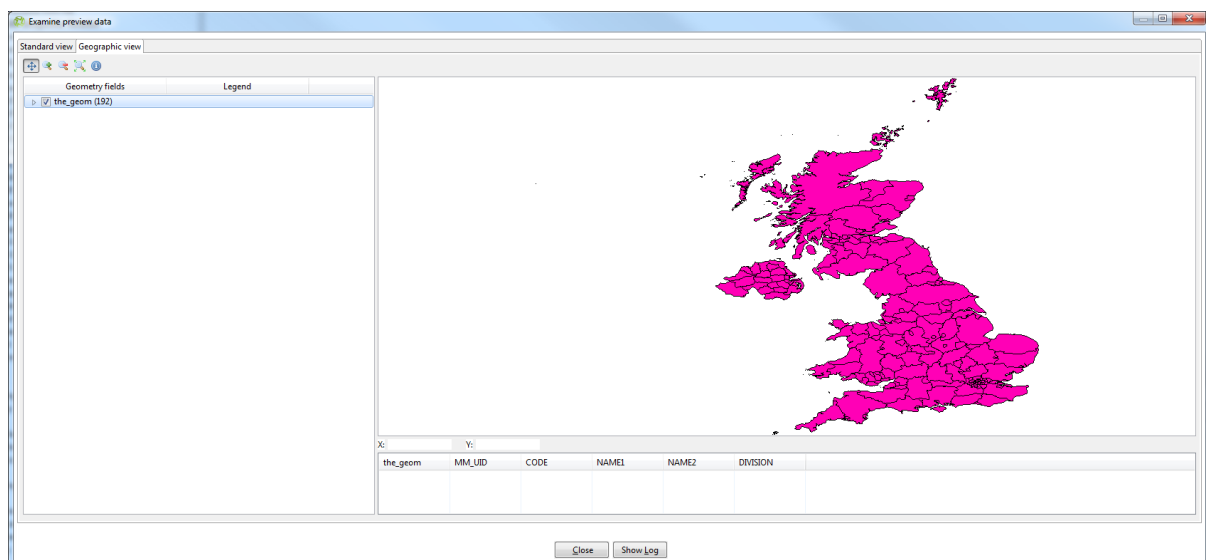 Examine preview data
Standard view Geographic view
Geometry fields Legend
the_geom (192)
X: Y:
the_geom MM_UID CODE NAME1 NAME2 DIVISION
Close Show Log